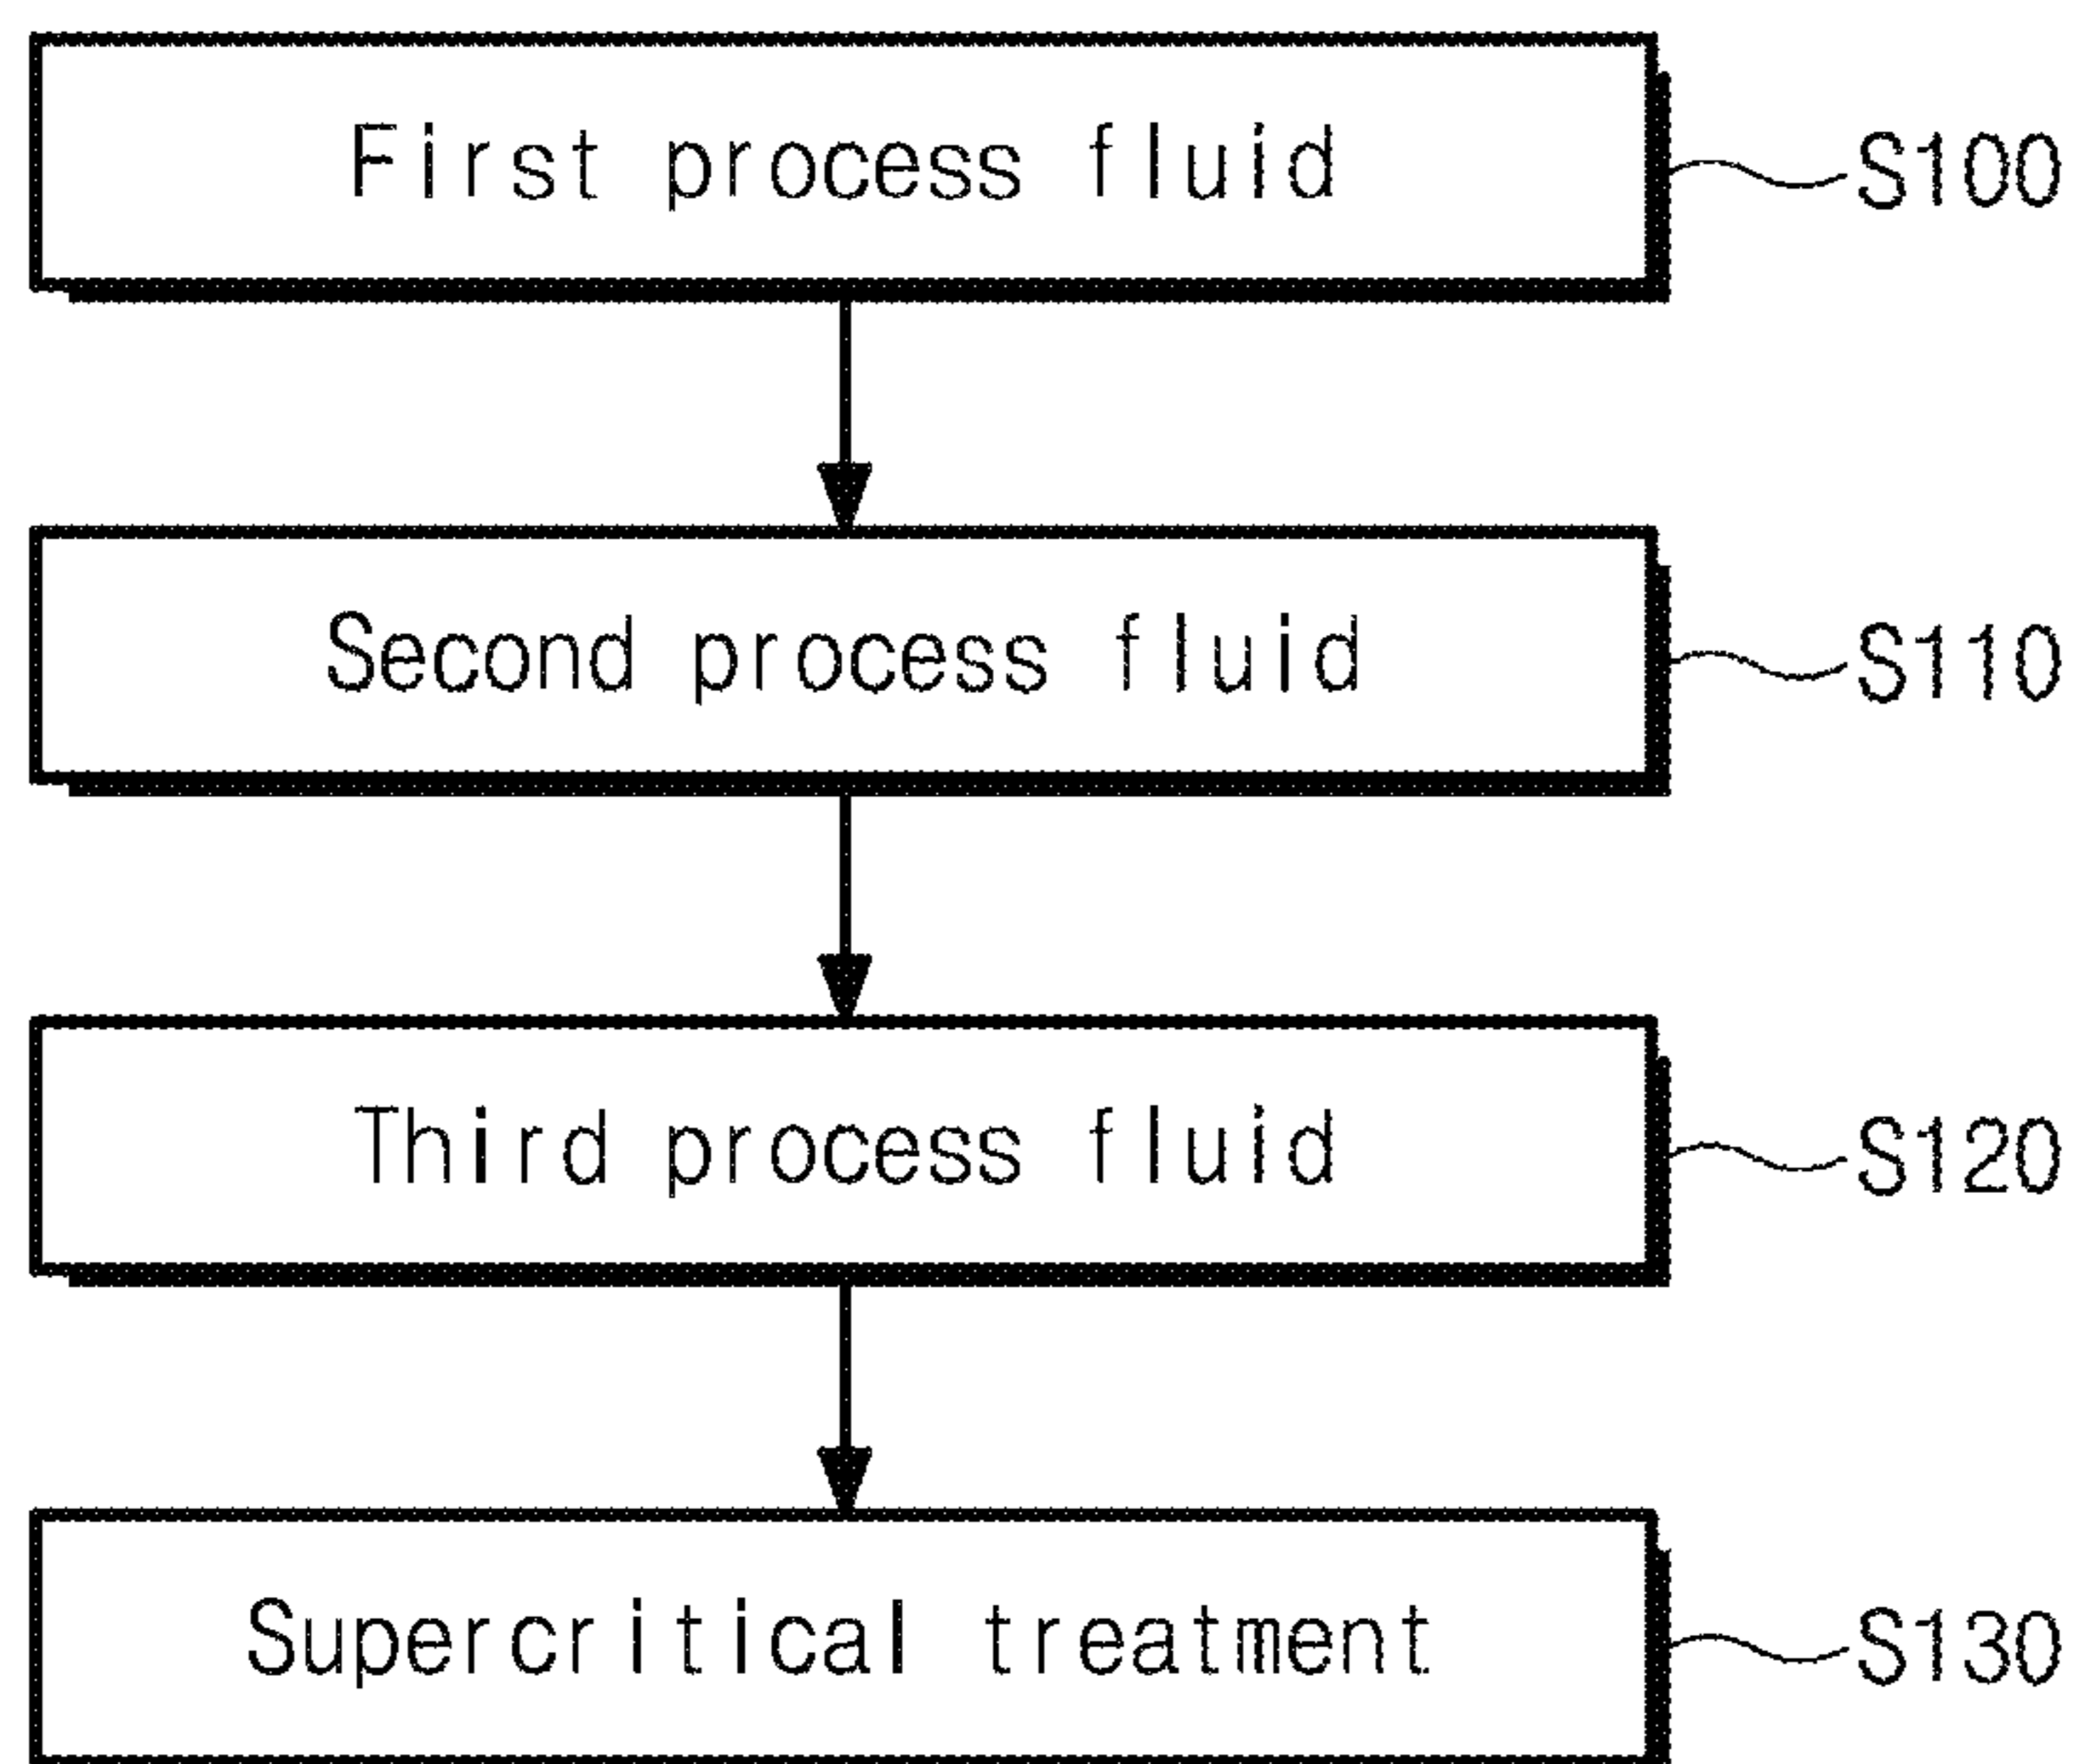 First process fluid S100
Second process fluid S110
Third process fluid S120
Supercritical treatment S130